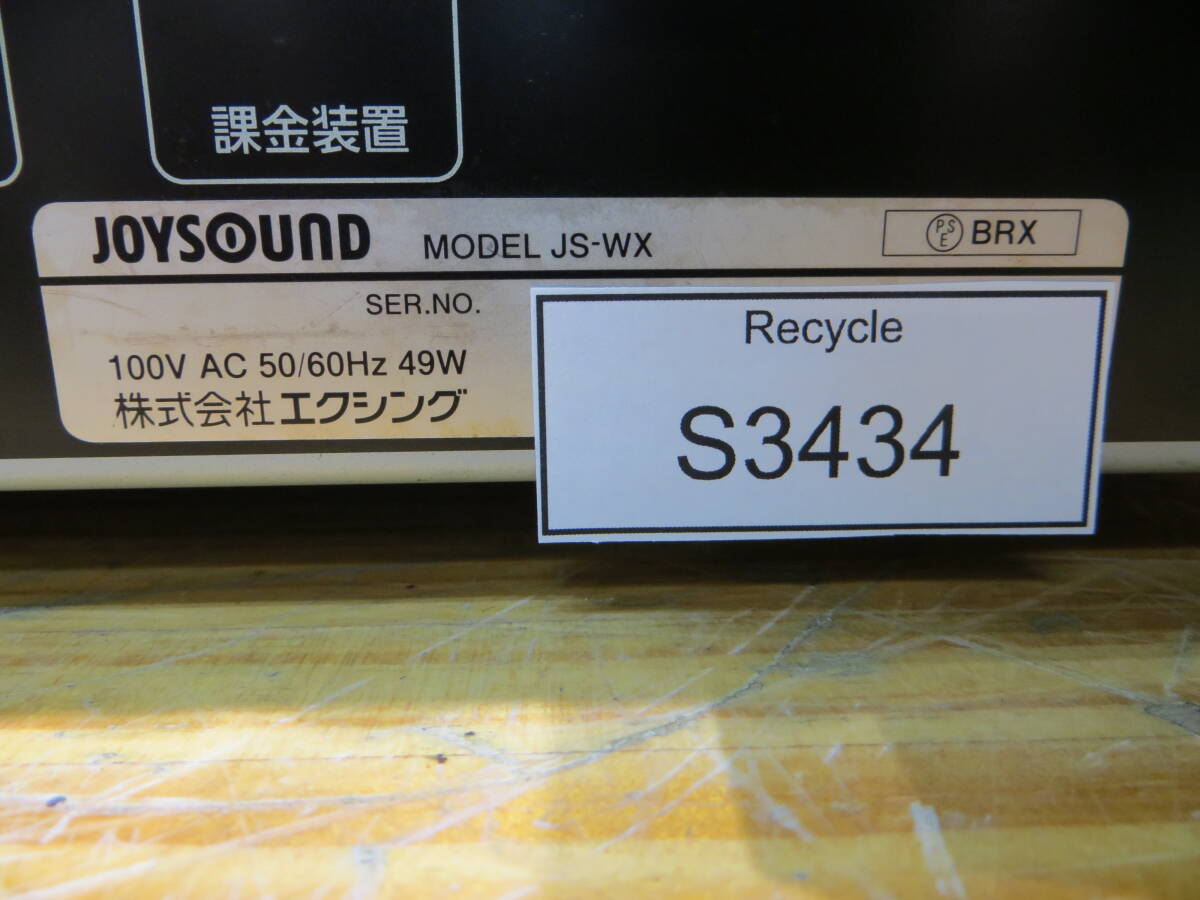 課金装置
JOYSOUND MODEL JS-WX PSE BRX
SER.NO.
100V AC 50/60Hz 49W
株式会社エクシング
Recycle
S3434